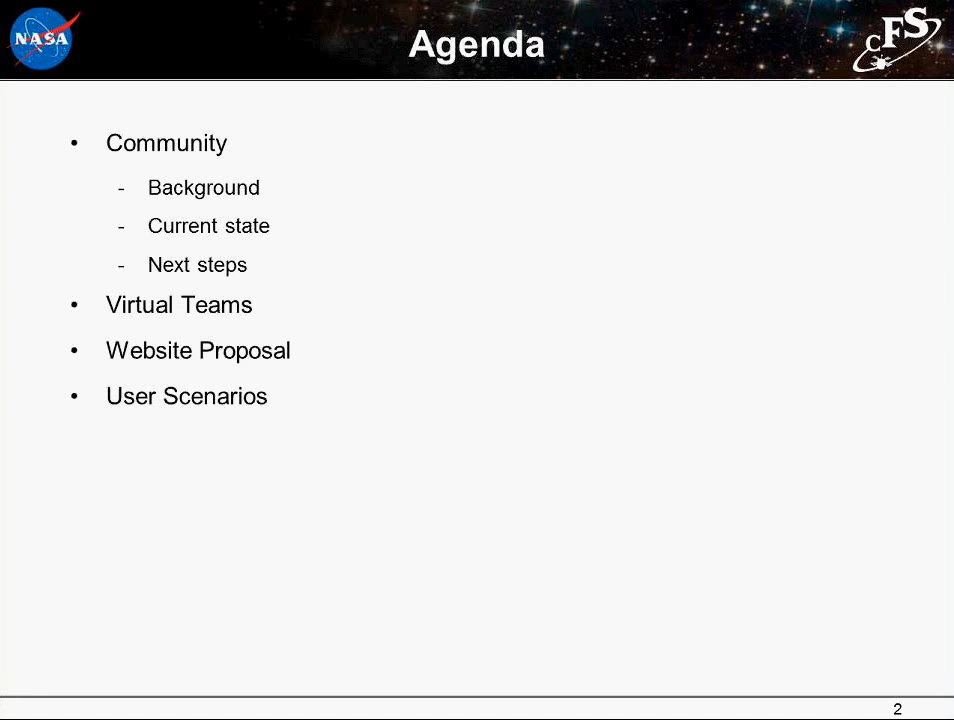 NASA
Agenda
cFS
• Community
- Background
- Current state
- Next steps
• Virtual Teams
• Website Proposal
• User Scenarios
2